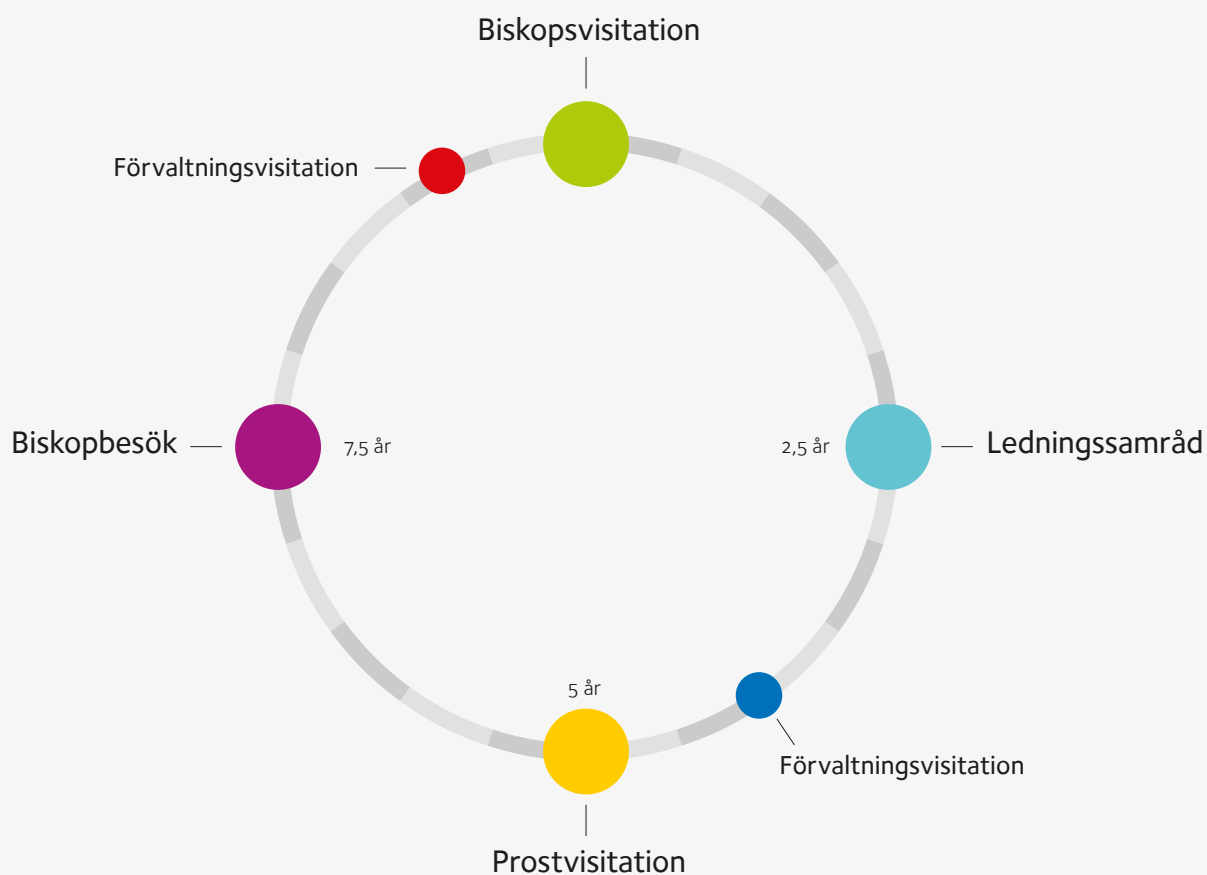 Biskopsvisitation
Förvaltningsvisitation
Biskopbesök
7,5 år
2,5 år
Ledningssamråd
5 år
Förvaltningsvisitation
Prostvisitation